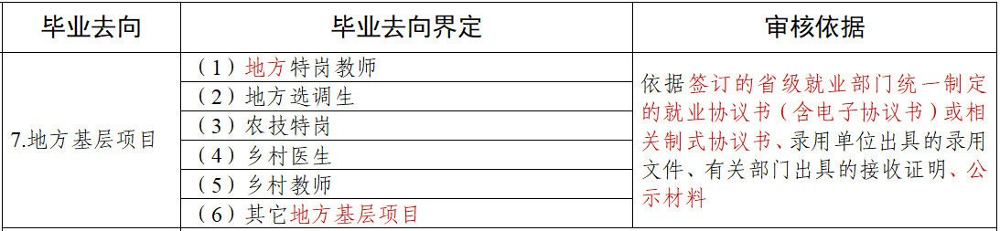 毕业去向
毕业去向界定
审核依据
7.地方基层项目
（1）地方特岗教师
（2）地方选调生
（3）农技特岗
（4）乡村医生
（5）乡村教师
（6）其它地方基层项目
依据签订的省级就业部门统一制定
的就业协议书（含电子协议书）或相
关制式协议书、录用单位出具的录用
文件、有关部门出具的接收证明、公
示材料